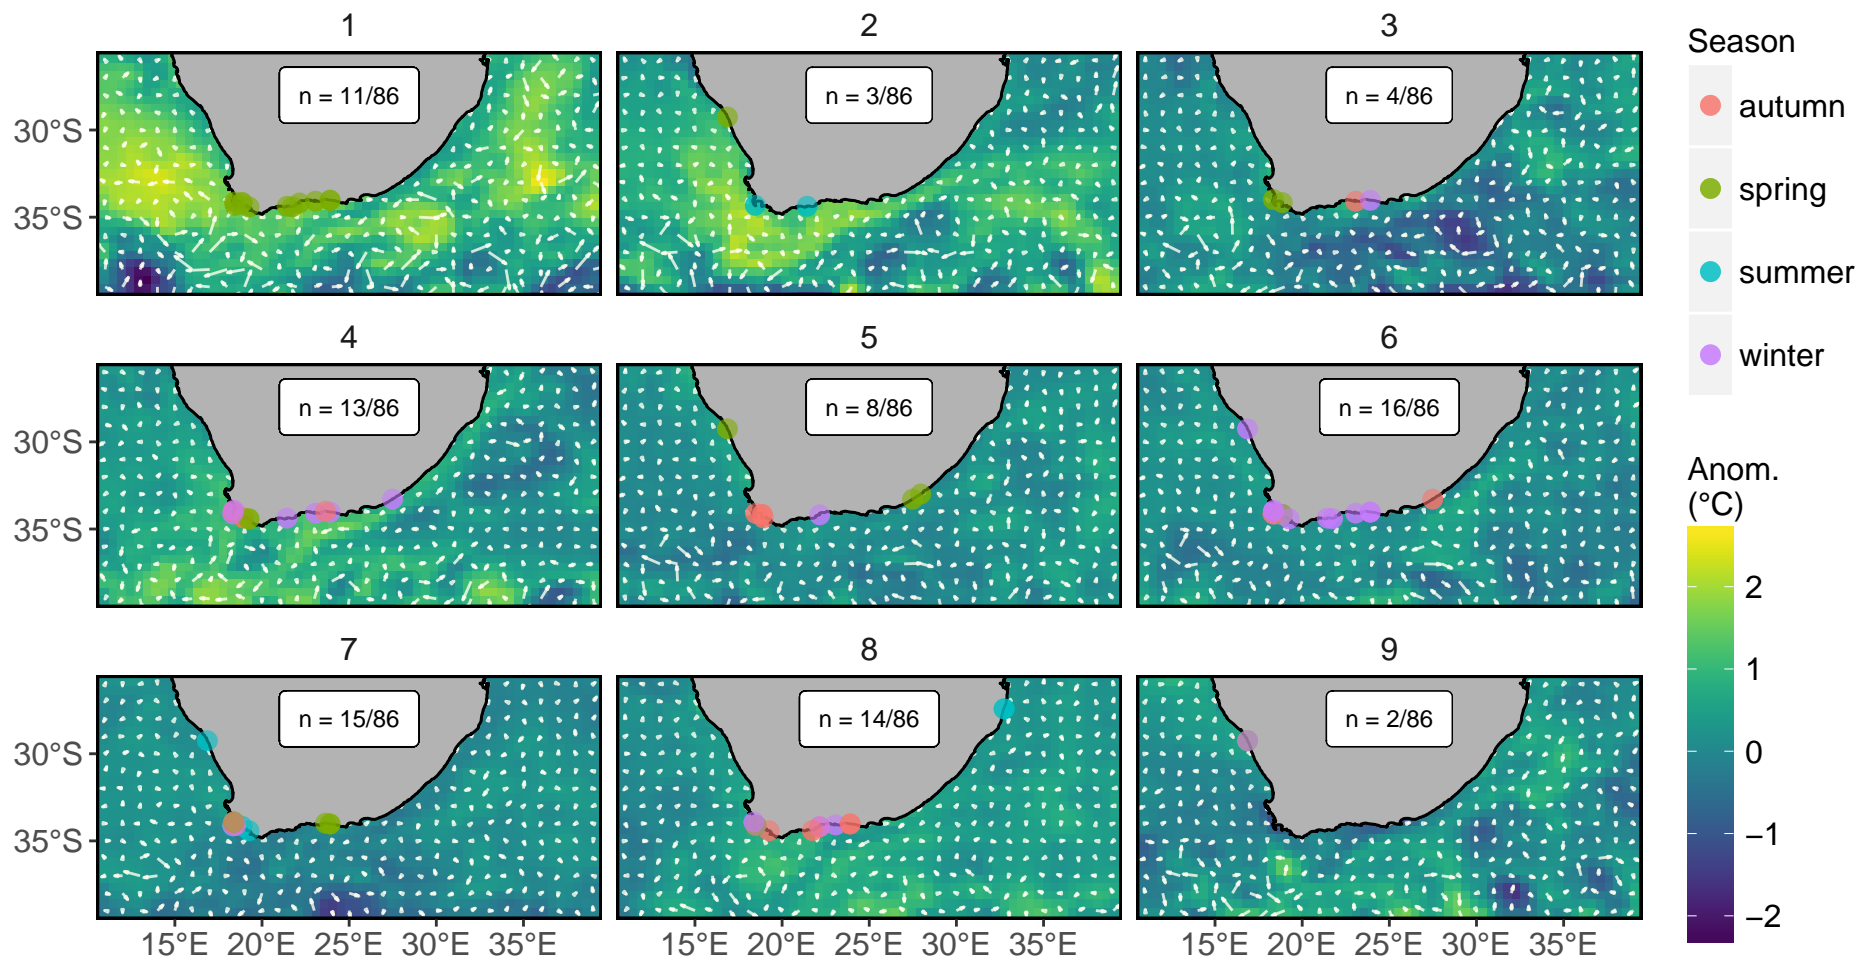 1 2 3
n = 11/86 n = 3/86 n = 4/86
30°S
35°S
4 5 6
n = 13/86 n = 8/86 n = 16/86
30°S
35°S
7 8 9
n = 15/86 n = 14/86 n = 2/86
30°S
35°S
15°E 20°E 25°E 30°E 35°E 15°E 20°E 25°E 30°E 35°E 15°E 20°E 25°E 30°E 35°E
Season
autumn
spring
summer
winter
Anom.
(°C)
2
1
0
−1
−2